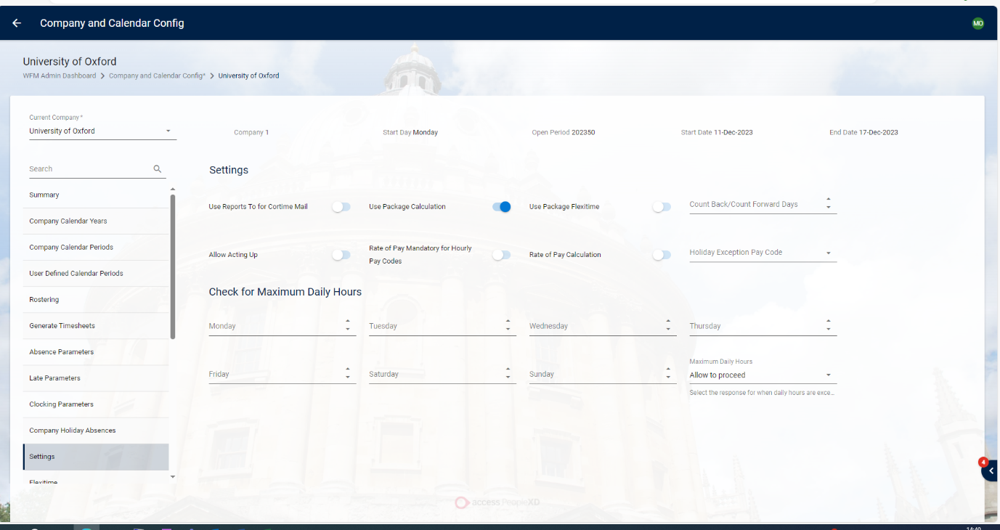 Company and Calendar Config
MO
University of Oxford
WFM Admin Dashboard > Company and Calendar Config* > University of Oxford
Current Company *
University of Oxford
Company 1
Start Day Monday
Open Period 202350
Start Date 11-Dec-2023
End Date 17-Dec-2023
Search
Summary
Company Calendar Years
Company Calendar Periods
User Defined Calendar Periods
Rostering
Generate Timesheets
Absence Parameters
Late Parameters
Clocking Parameters
Company Holiday Absences
Settings
Flexitime
Settings
Use Reports To for Cortime Mail
Use Package Calculation
Use Package Flexitime
Count Back/Count Forward Days
Allow Acting Up
Rate of Pay Mandatory for Hourly
Pay Codes
Rate of Pay Calculation
Holiday Exception Pay Code
Check for Maximum Daily Hours
Monday
Tuesday
Wednesday
Thursday
Friday
Saturday
Sunday
Maximum Daily Hours
Allow to proceed
Select the response for when daily hours are exce...
4
access PeopleXD
14:40